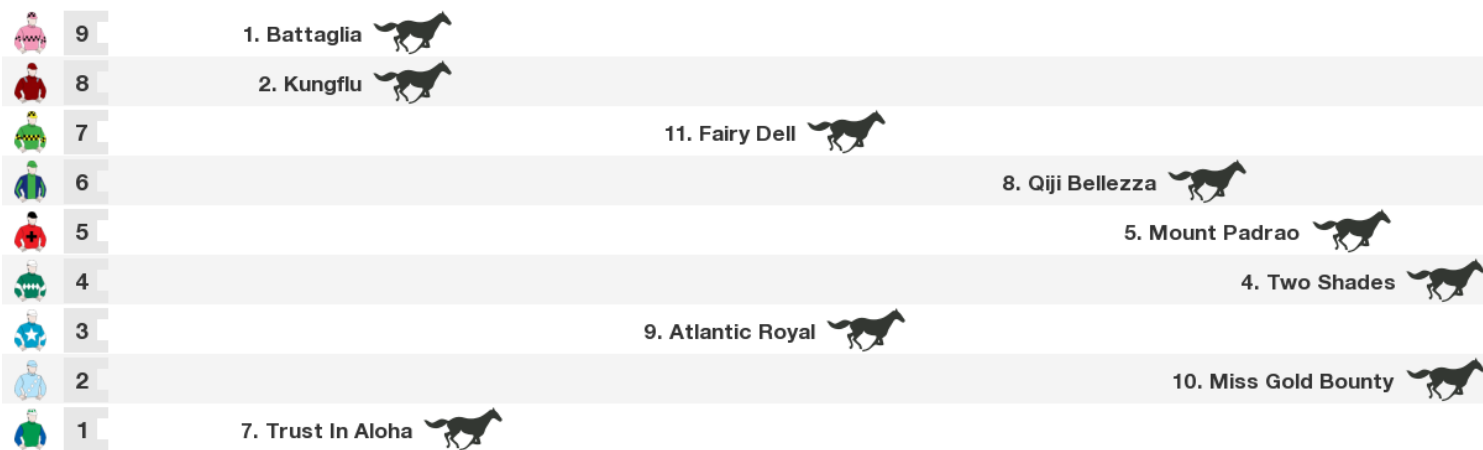 9 1. Battaglia
8 2. Kungflu
7 11. Fairy Dell
6 8. Qiji Bellezza
5 5. Mount Padrao
4 4. Two Shades
3 9. Atlantic Royal
2 10. Miss Gold Bounty
1 7. Trust In Aloha